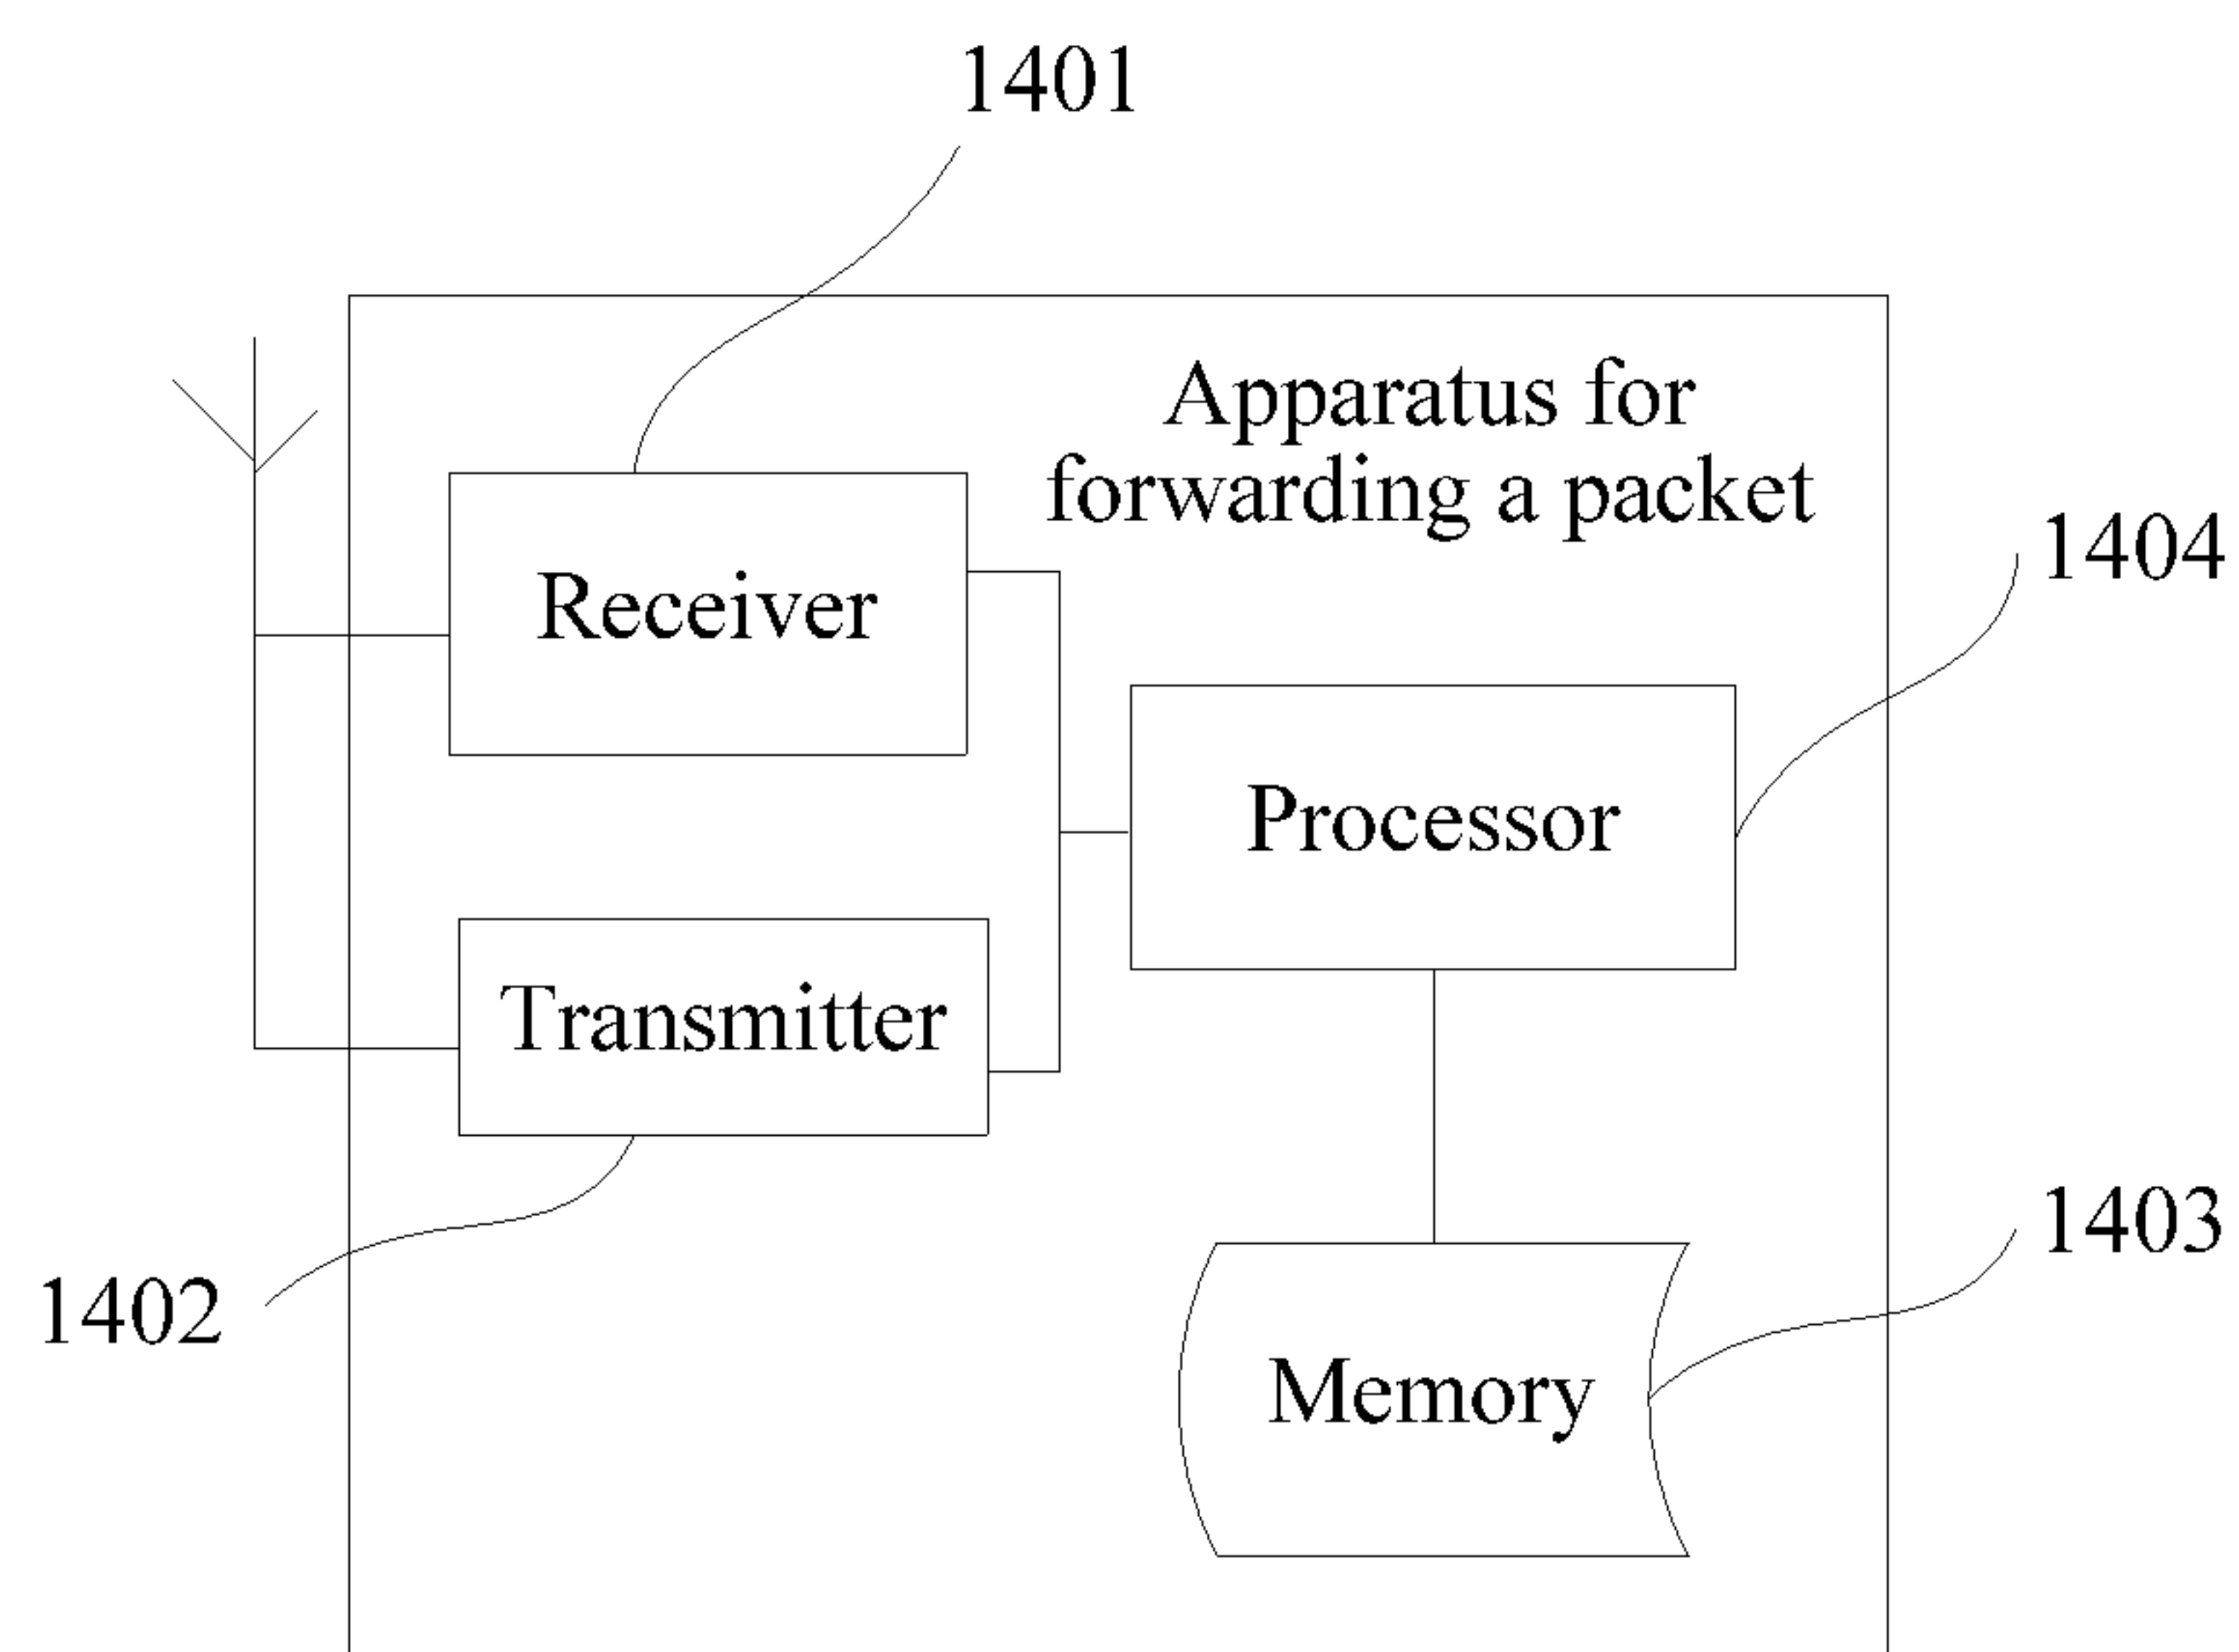 1401
Apparatus for
forwarding a packet
1404
Receiver
Processor
Transmitter
1403
1402
Memory